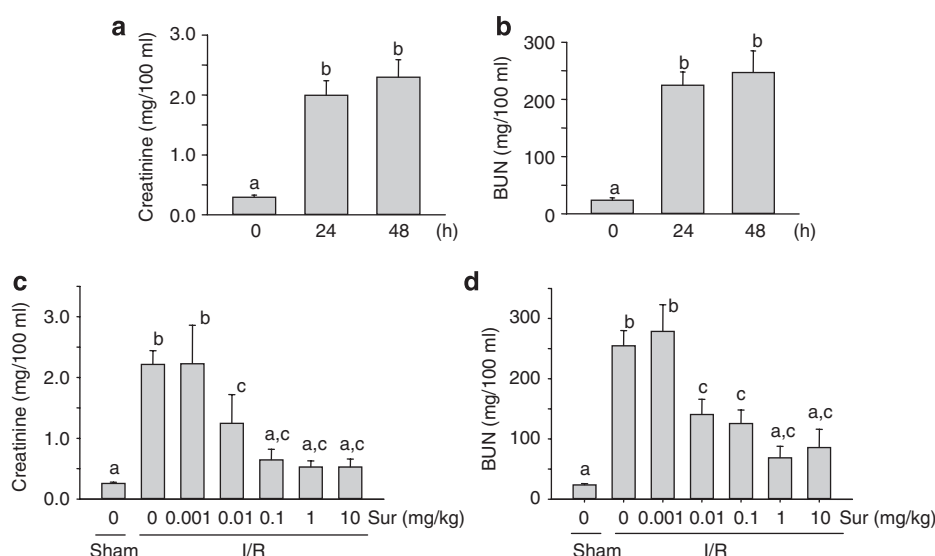 a
Creatinine (mg/100 ml)
3.0
2.0
1.0
0.0
a
b
b
0
24
48
(h)
b
BUN (mg/100 ml)
300
200
100
0
a
b
b
0
24
48
(h)
c
Creatinine (mg/100 ml)
3.0
2.0
1.0
0.0
a
b
b
c
a,c
a,c
a,c
0 0 0.001 0.01 0.1 1 10 Sur (mg/kg)
Sham I/R
d
BUN (mg/100 ml)
300
200
100
0
a
b
b
c
c
a,c
a,c
0 0 0.001 0.01 0.1 1 10 Sur (mg/kg)
Sham I/R